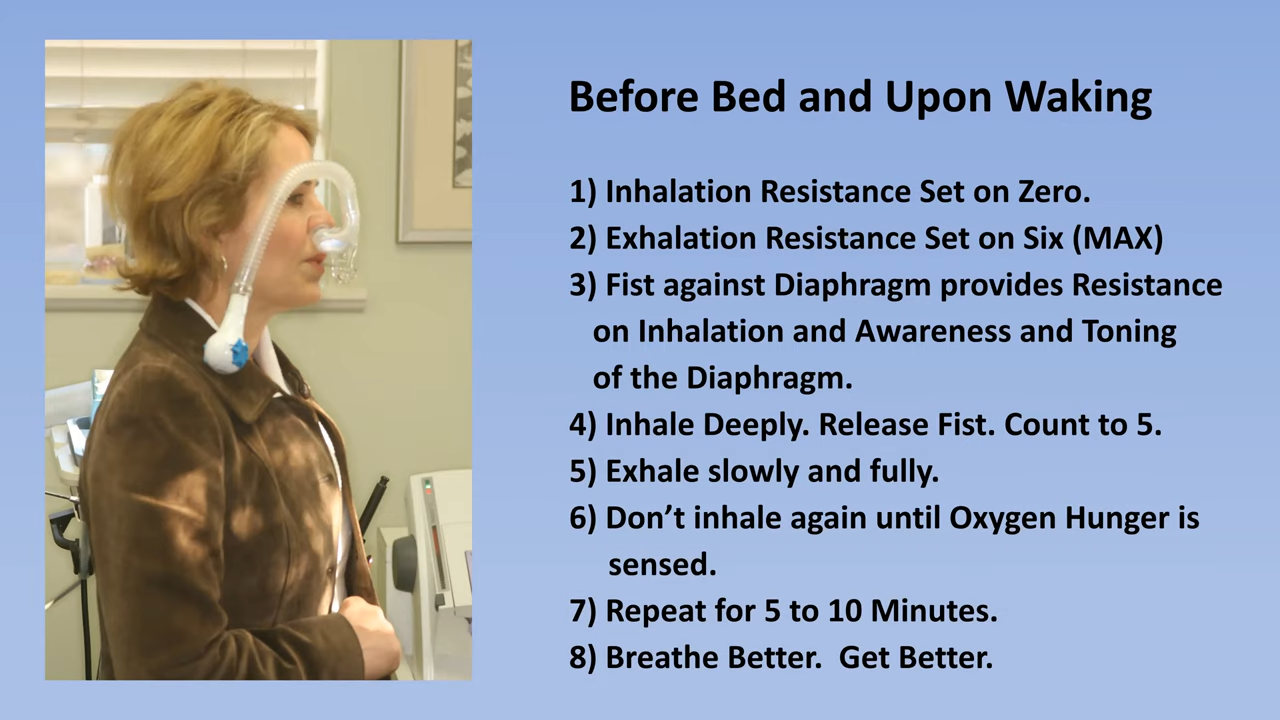 Before Bed and Upon Waking
1) Inhalation Resistance Set on Zero.
2) Exhalation Resistance Set on Six (MAX)
3) Fist against Diaphragm provides Resistance
on Inhalation and Awareness and Toning
of the Diaphragm.
4) Inhale Deeply. Release Fist. Count to 5.
5) Exhale slowly and fully.
6) Don’t inhale again until Oxygen Hunger is
sensed.
7) Repeat for 5 to 10 Minutes.
8) Breathe Better.  Get Better.